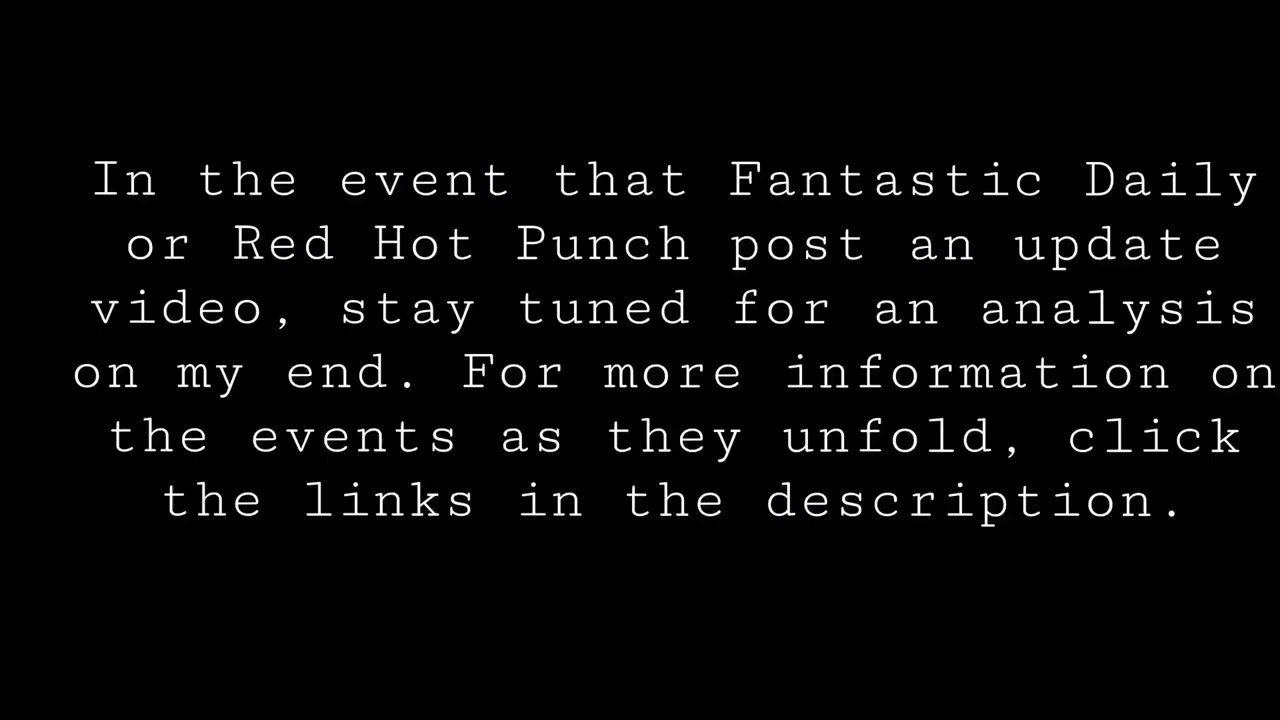 In the event that Fantastic Daily
or Red Hot Punch post an update
video, stay tuned for an analysis
on my end. For more information on
the events as they unfold, click
the links in the description.